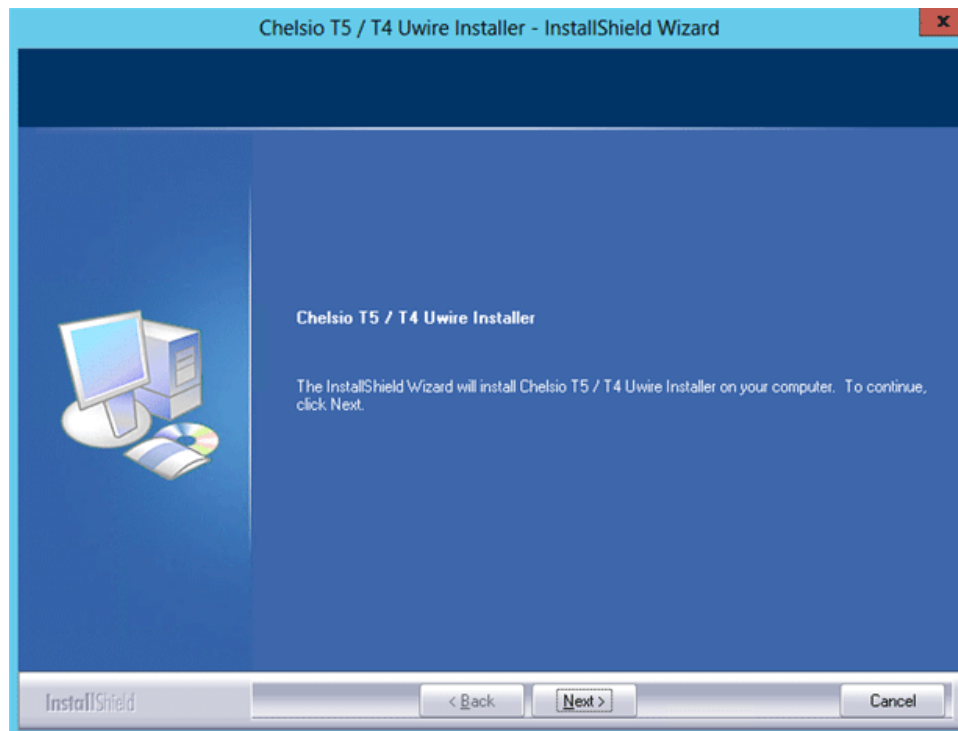 Chelsio T5 / T4 Uwire Installer - InstallShield Wizard
x
Chelsio T5 / T4 Uwire Installer
The InstallShield Wizard will install Chelsio T5 / T4 Uwire Installer on your computer. To continue,
click Next.
InstallShield
< Back
Next >
Cancel